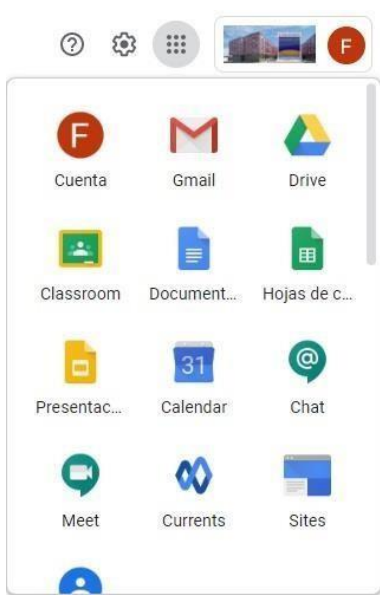 F
F
Cuenta Gmail Drive
Classroom Document... Hojas de c...
31 @
Presentac... Calendar Chat
Meet Currents Sites